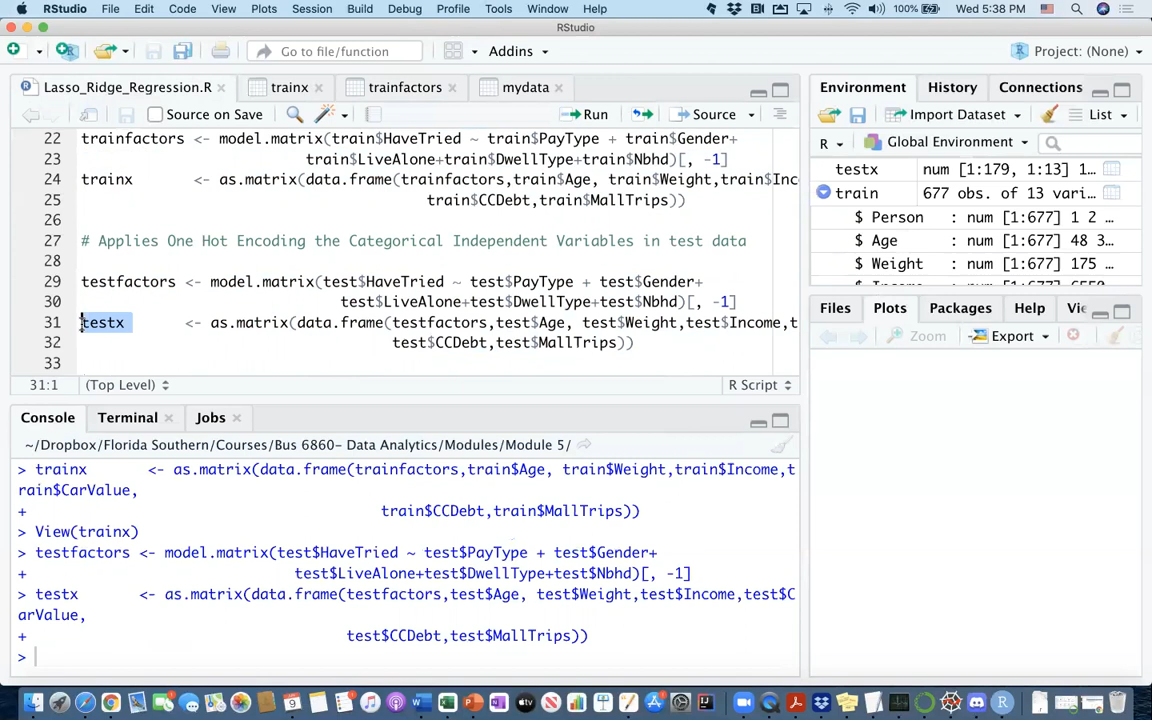 RStudio File Edit Code View Plots Session Build Debug Profile Tools Window Help 100% Wed 5:38 PM
RStudio
Go to file/function Addins Project: (None)
Lasso_Ridge_Regression.R trainx trainfactors mydata
Source on Save Run Source
22 trainfactors <- model.matrix(train$HaveTried ~ train$PayType + train$Gender+
23 train$LiveAlone+train$DwellType+train$Nbhd)[, -1]
24 trainx <- as.matrix(data.frame(trainfactors,train$Age, train$Weight,train$Inc
25 train$CCDebt,train$MallTrips))
26
27 # Applies One Hot Encoding the Categorical Independent Variables in test data
28
29 testfactors <- model.matrix(test$HaveTried ~ test$PayType + test$Gender+
30 test$LiveAlone+test$DwellType+test$Nbhd)[, -1]
31 testx <- as.matrix(data.frame(testfactors,test$Age, test$Weight,test$Income,t
32 test$CCDebt,test$MallTrips))
33
31:1 (Top Level) R Script
Console Terminal Jobs
~/Dropbox/Florida Southern/Courses/Bus 6860- Data Analytics/Modules/Module 5/
> trainx <- as.matrix(data.frame(trainfactors,train$Age, train$Weight,train$Income,t
rain$CarValue,
+ train$CCDebt,train$MallTrips))
> View(trainx)
> testfactors <- model.matrix(test$HaveTried ~ test$PayType + test$Gender+
+ test$LiveAlone+test$DwellType+test$Nbhd)[, -1]
> testx <- as.matrix(data.frame(testfactors,test$Age, test$Weight,test$Income,test$C
arValue,
+ test$CCDebt,test$MallTrips))
>
Environment History Connections
Import Dataset List
R Global Environment
testx num [1:179, 1:13] 1...
train 677 obs. of 13 vari...
$ Person : num [1:677] 1 2 ...
$ Age : num [1:677] 48 3...
$ Weight : num [1:677] 175 ...
$ Income : num [1:677] 6550
Files Plots Packages Help Vi
Zoom Export